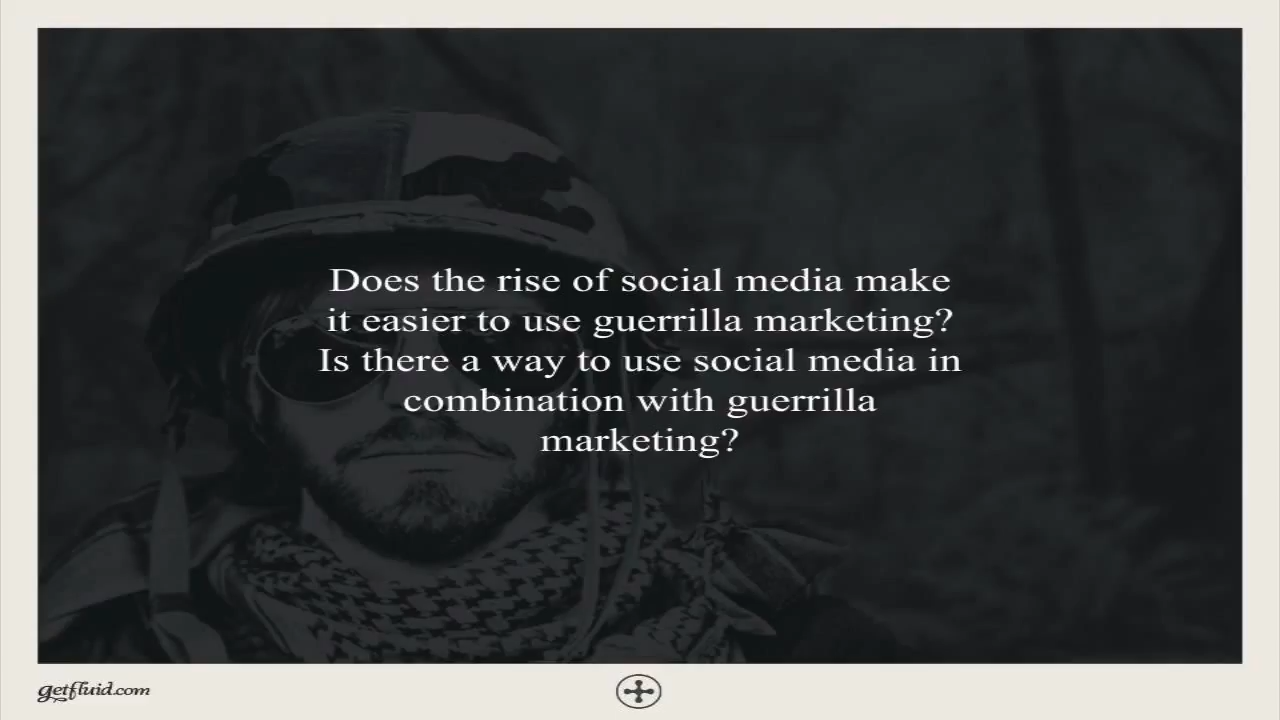 Does the rise of social media make
it easier to use guerrilla marketing?
Is there a way to use social media in
combination with guerrilla
marketing?
getfluid.com